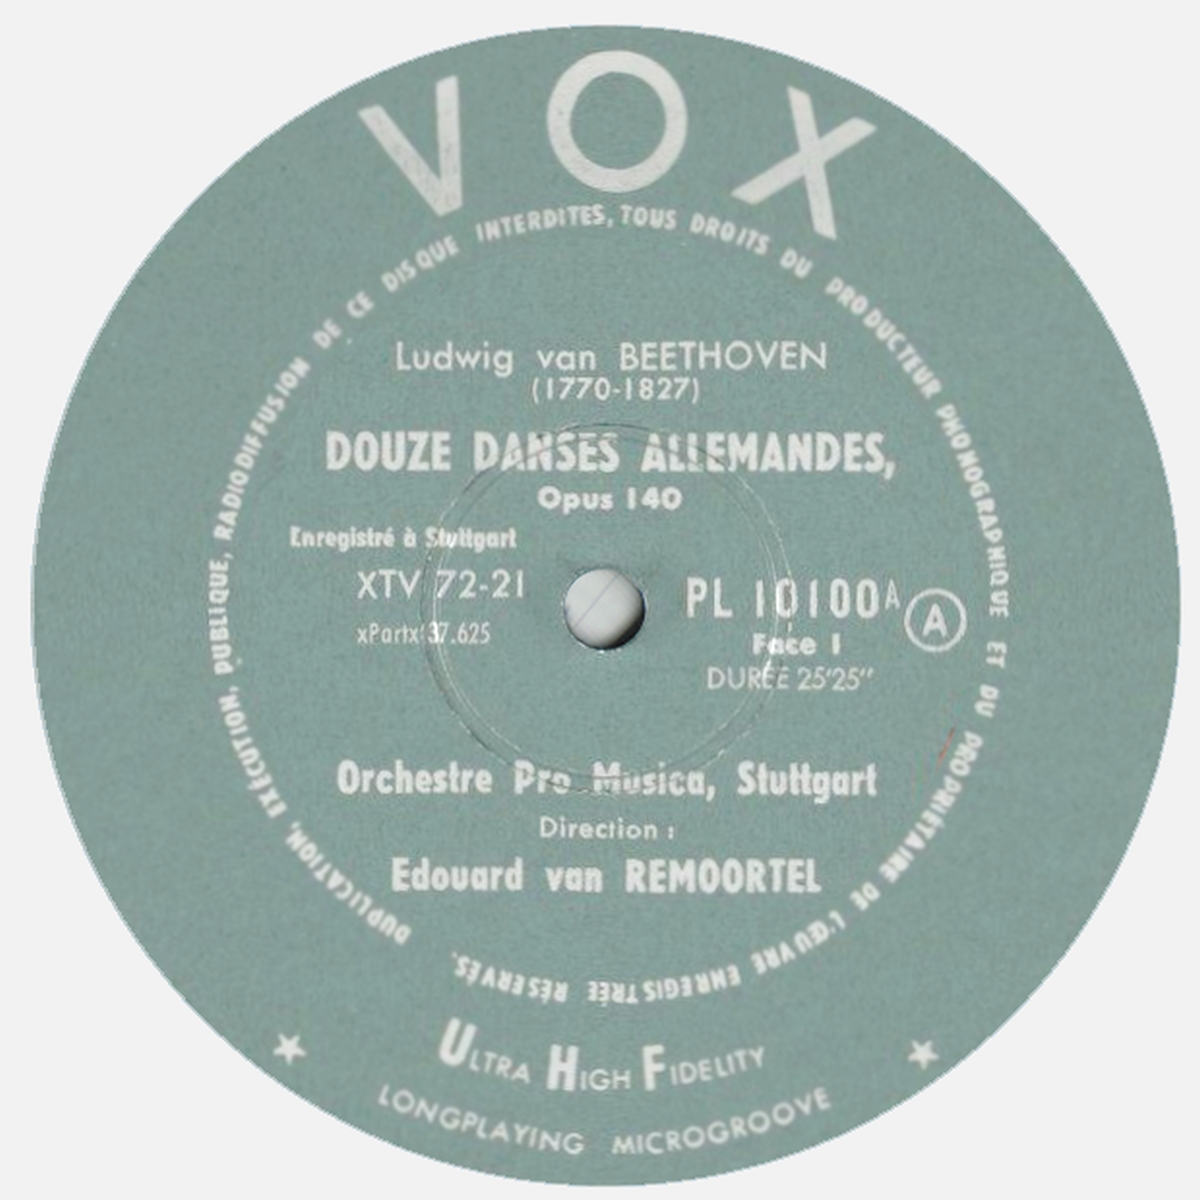 VOX
DUPLICATION, EXÉCUTION, PUBLIQUE, RADIODIFFUSION DE CE DISQUE INTERDITES, TOUS DROITS DU PRODUCTEUR PHONOGRAPHIQUE ET DU PROPRIÉTAIRE DE L'ŒUVRE ENREGISTRÉE RÉSERVÉS.
Ludwig van BEETHOVEN
(1770-1827)
DOUZE DANSES ALLEMANDES,
Opus 140
Enregistré à Stuttgart
XTV 72-21
xPartx 37.625
PL 10100 A
A
Face 1
DURÉE 25'25"
Orchestre Pro Musica, Stuttgart
Direction :
Edouard van REMOORTEL
ULTRA HIGH FIDELITY
LONGPLAYING MICROGROOVE